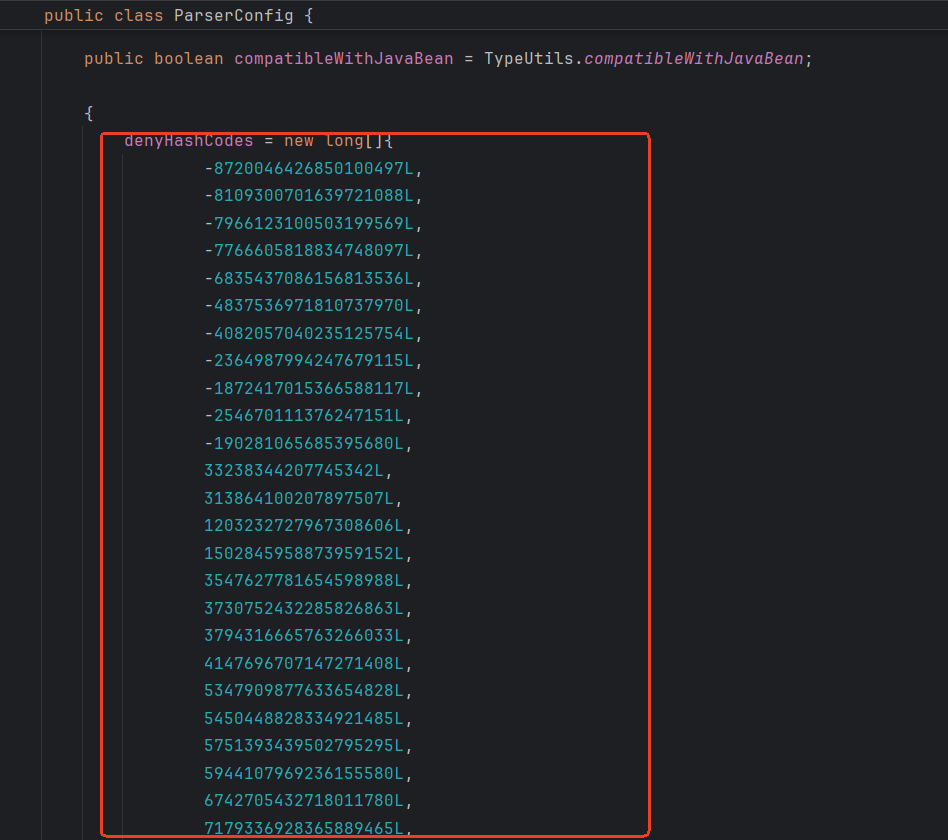 public class ParserConfig {
public boolean compatibleWithJavaBean = TypeUtils.compatibleWithJavaBean;
{
denyHashCodes = new long[]{
-8720046426850100497L,
-8109300701639721088L,
-7966123100503199569L,
-7766605818834748097L,
-6835437086156813536L,
-4837536971810737970L,
-4082057040235125754L,
-2364987994247679115L,
-1872417015366588117L,
-254670111376247151L,
-190281065685395680L,
33238344207745342L,
313864100207897507L,
1203232727967308606L,
1502845958873959152L,
3547627781654598988L,
3730752432285826863L,
3794316665763266033L,
4147696707147271408L,
5347909877633654828L,
5450448828334921485L,
5751393439502795295L,
5944107969236155580L,
6742705432718011780L,
7179336928365889465L,